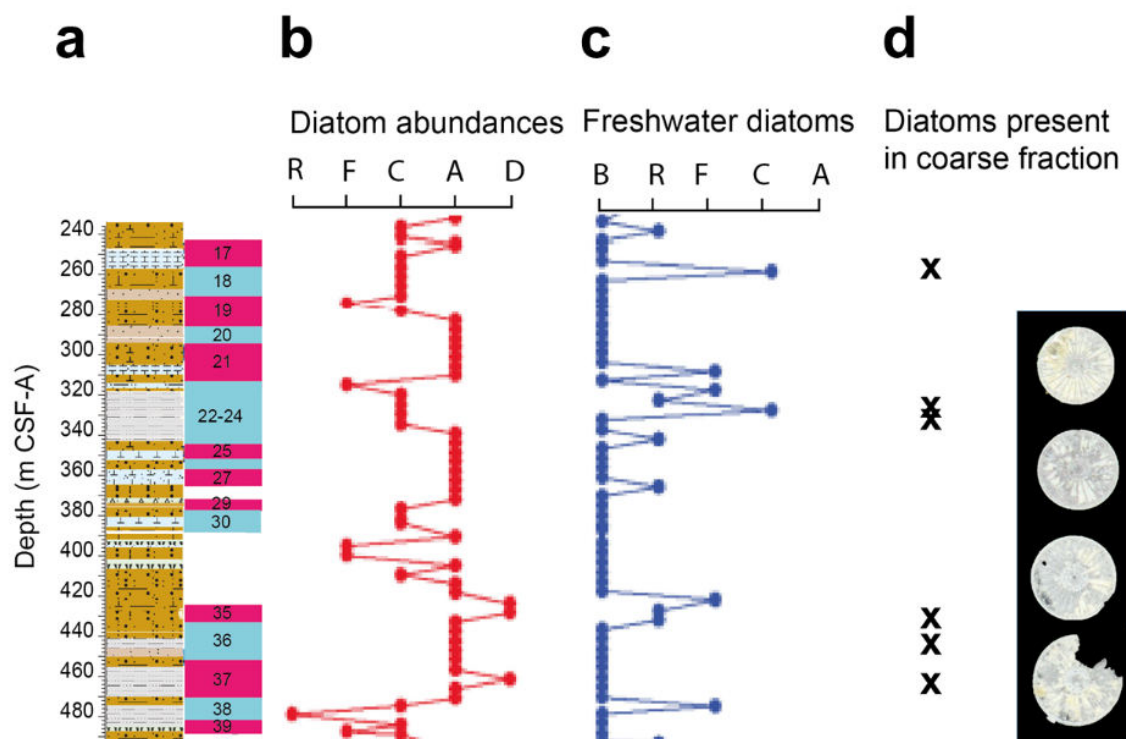 a
b
c
d
Diatom abundances
Freshwater diatoms
Diatoms present
in coarse fraction
R F C A D
B R F C A
Depth (m CSF-A)
240
260
280
300
320
340
360
380
400
420
440
460
480
17
18
19
20
21
22-24
25
27
29
30
35
36
37
38
39
x
x
x
x
x
x